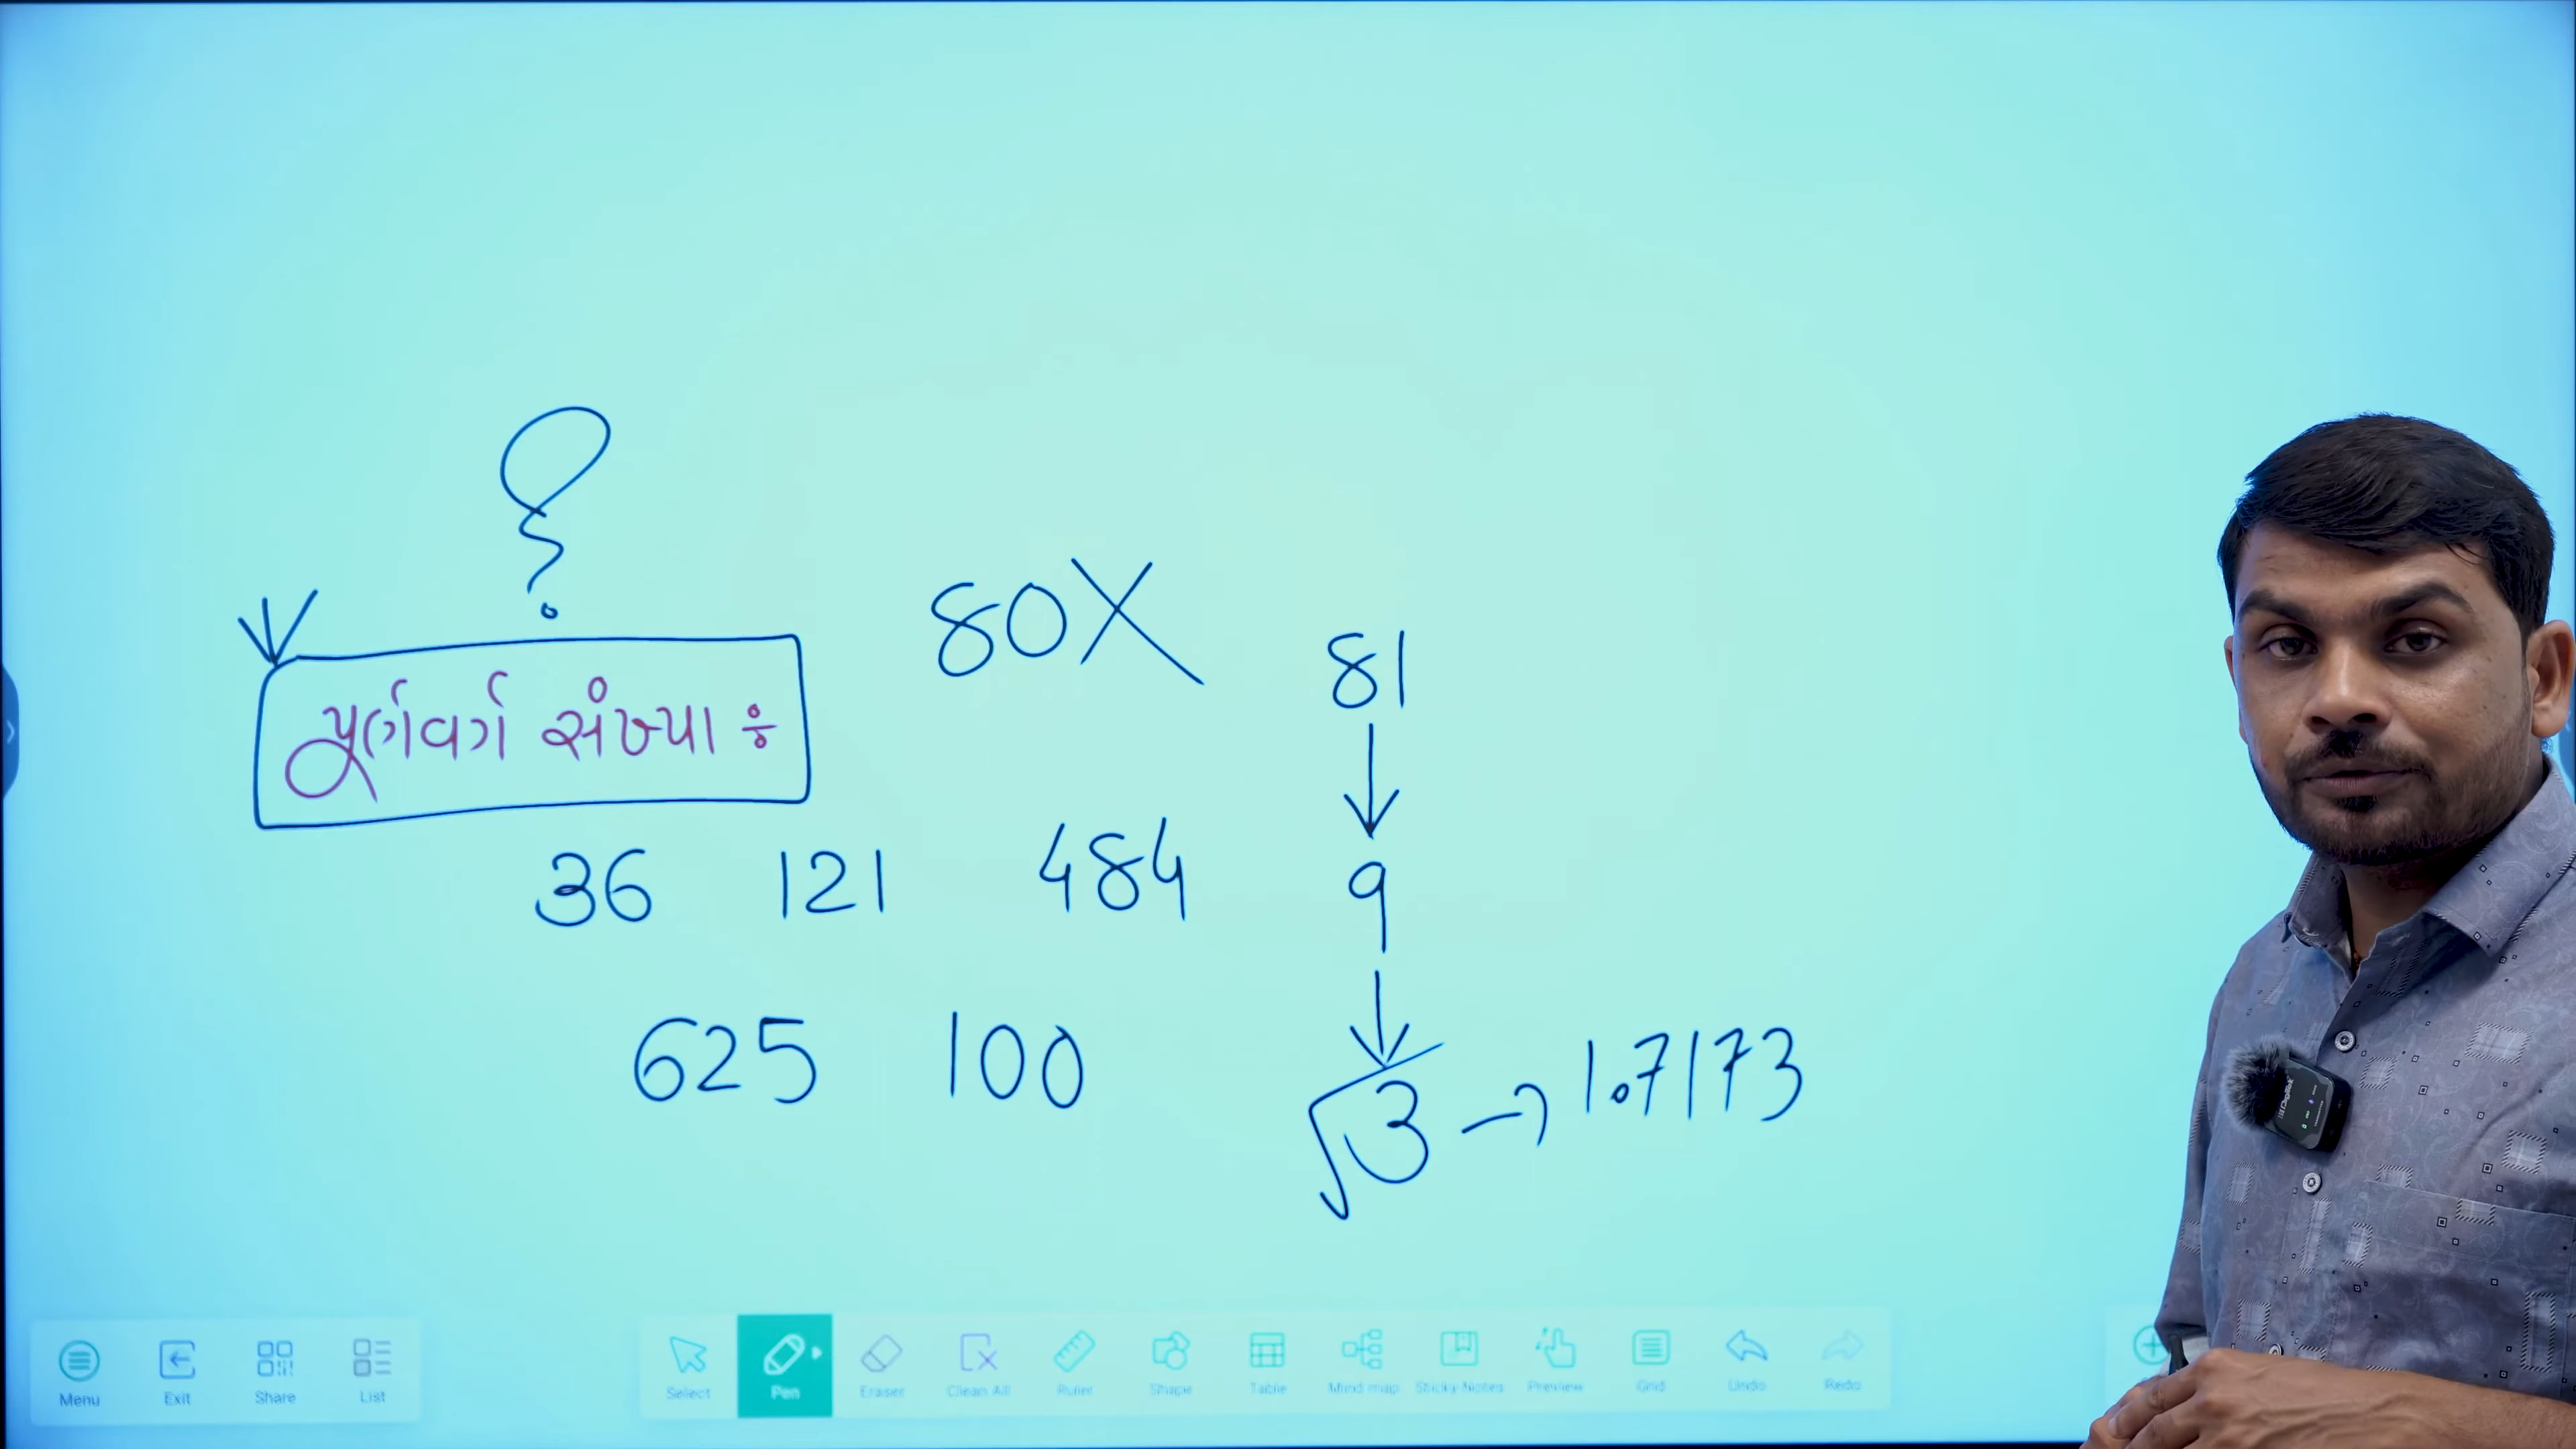 ?
80 X
81
પૂર્ણવર્ગ સંખ્યા ÷
36 121 484
9
625 100
√3 → 1.7173
Menu Exit Share List Select Pen Eraser Clean All Ruler Shape Table Mind map Sticky Notes Preview Grid Undo Redo